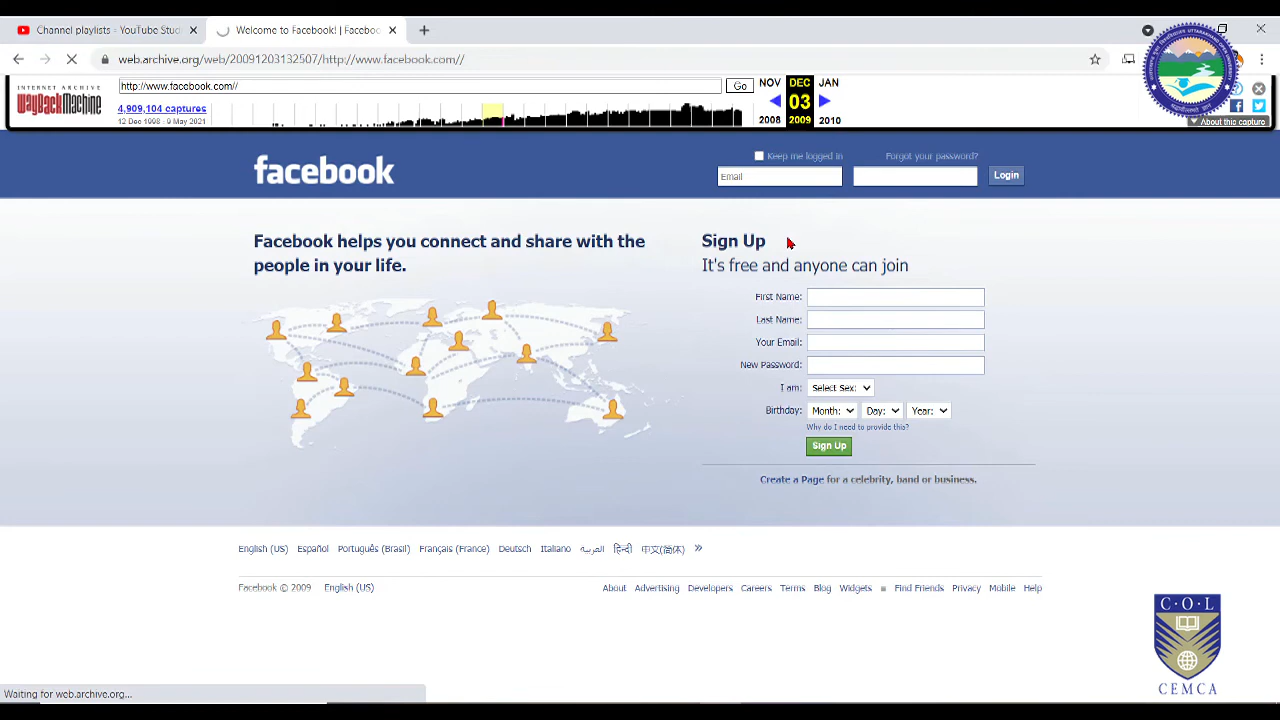 Channel playlists - YouTube Stud
Welcome to Facebook! | Faceboo
web.archive.org/web/20091203132507/http://www.facebook.com//
INTERNET ARCHIVE
WayBackMachine
http://www.facebook.com//
Go
NOV DEC JAN
4,909,104 captures
03
12 Dec 1998 - 9 May 2021
2008 2009 2010
About this capture
facebook
Keep me logged in
Forgot your password?
Email
Login
Facebook helps you connect and share with the
people in your life.
Sign Up
It's free and anyone can join
First Name:
Last Name:
Your Email:
New Password:
I am: Select Sex:
Birthday: Month: Day: Year:
Why do I need to provide this?
Sign Up
Create a Page for a celebrity, band or business.
English (US) Español Português (Brasil) Français (France) Deutsch Italiano العربية हिन्दी 中文(简体) »
Facebook © 2009 English (US)
About Advertising Developers Careers Terms Blog Widgets Find Friends Privacy Mobile Help
C·O·L
CEMCA
Waiting for web.archive.org...